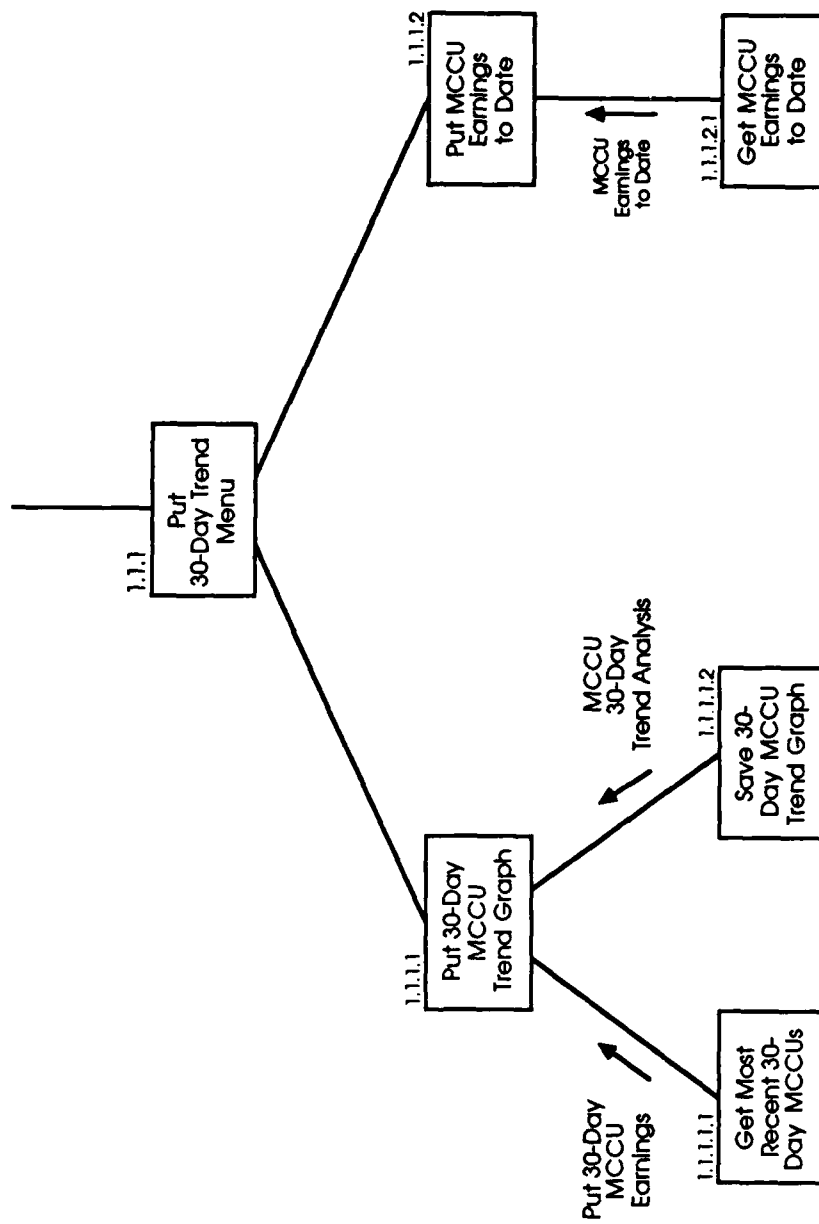 1.1.1
Put
30-Day Trend
Menu
1.1.1.1
Put 30-Day
MCCU
Trend Graph
1.1.1.2
Put MCCU
Earnings
to Date
Put 30-Day
MCCU
Earnings
MCCU
30-Day
Trend Analysis
MCCU
Earnings
to Date
1.1.1.1.1
Get Most
Recent 30-
Day MCCUs
1.1.1.1.2
Save 30-
Day MCCU
Trend Graph
1.1.1.2.1
Get MCCU
Earnings
to Date